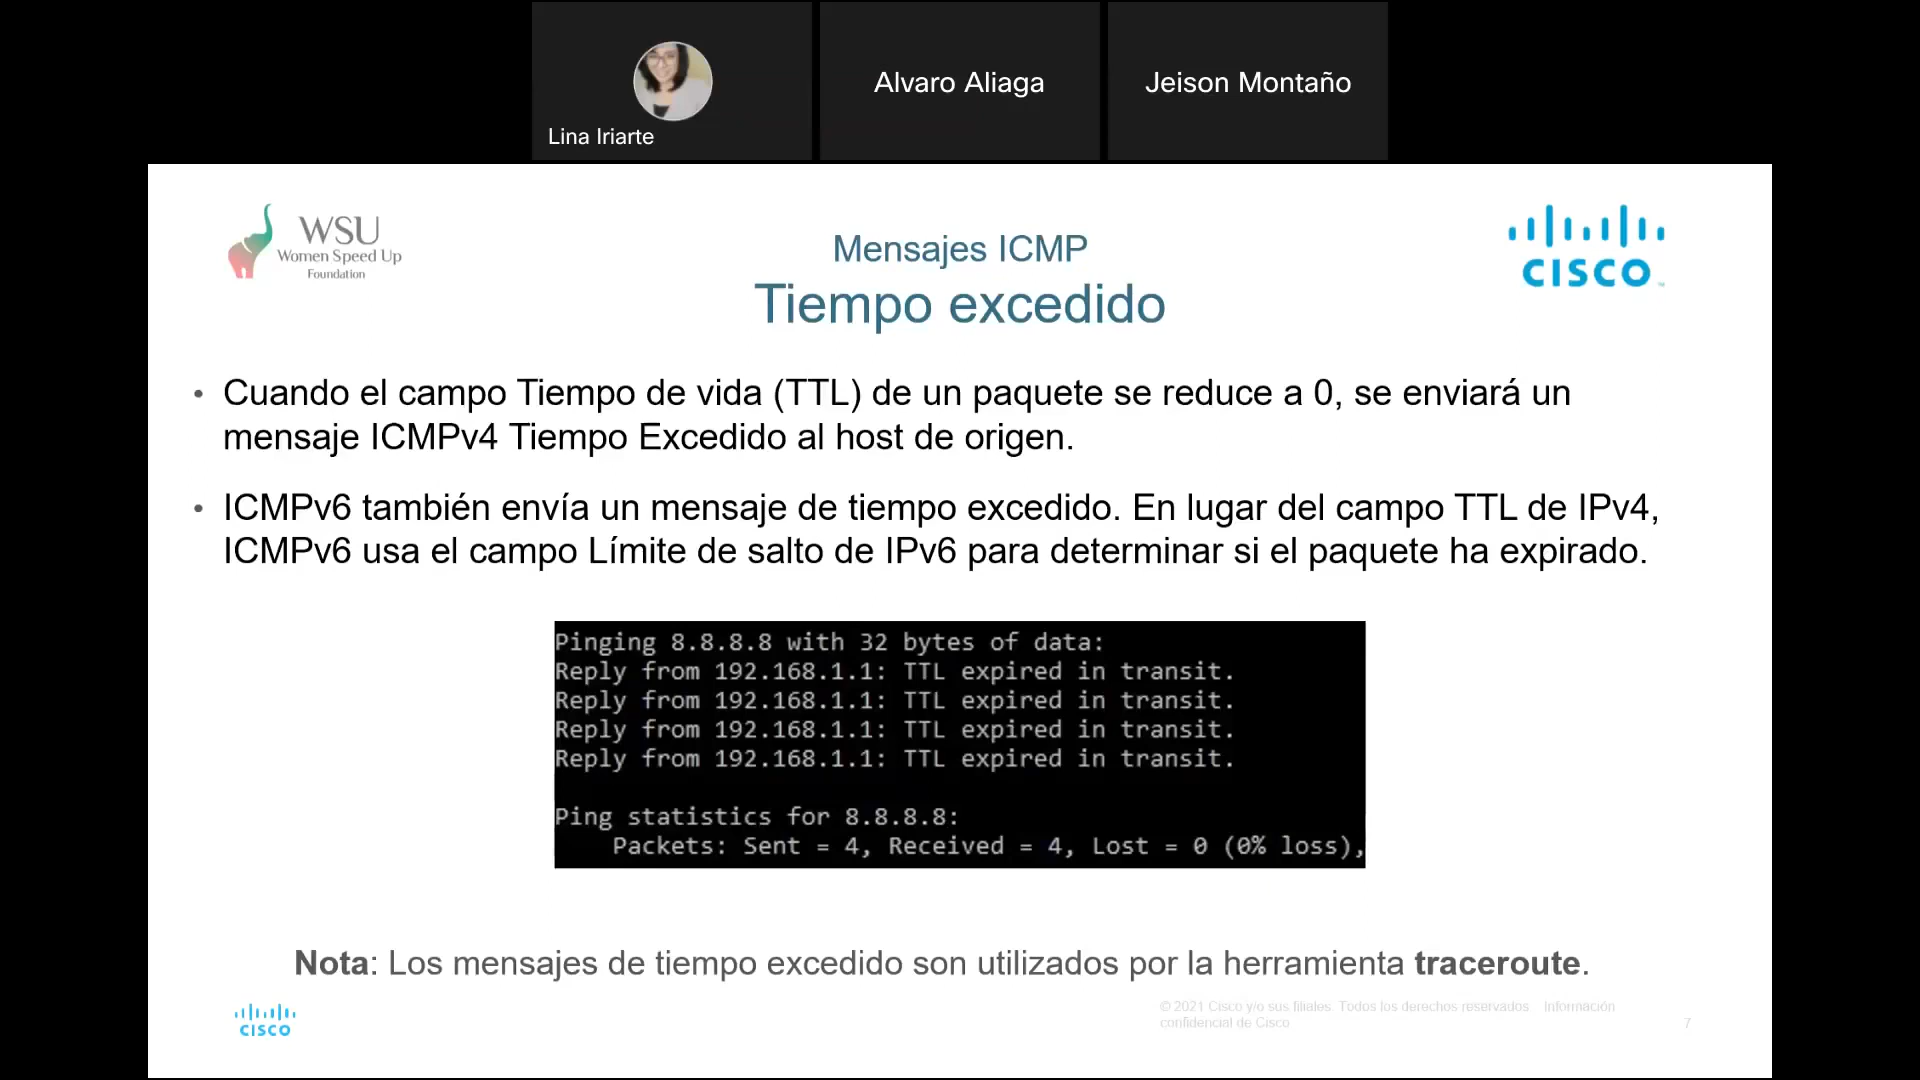 Lina Iriarte
Alvaro Aliaga
Jeison Montaño
WSU
Women Speed Up
Foundation
CISCO
Mensajes ICMP
Tiempo excedido
• Cuando el campo Tiempo de vida (TTL) de un paquete se reduce a 0, se enviará un
mensaje ICMPv4 Tiempo Excedido al host de origen.
• ICMPv6 también envía un mensaje de tiempo excedido. En lugar del campo TTL de IPv4,
ICMPv6 usa el campo Límite de salto de IPv6 para determinar si el paquete ha expirado.
Pinging 8.8.8.8 with 32 bytes of data:
Reply from 192.168.1.1: TTL expired in transit.
Reply from 192.168.1.1: TTL expired in transit.
Reply from 192.168.1.1: TTL expired in transit.
Reply from 192.168.1.1: TTL expired in transit.
Ping statistics for 8.8.8.8:
Packets: Sent = 4, Received = 4, Lost = 0 (0% loss),
Nota: Los mensajes de tiempo excedido son utilizados por la herramienta traceroute.
CISCO
© 2021 Cisco y/o sus filiales. Todos los derechos reservados. Información
confidencial de Cisco
7